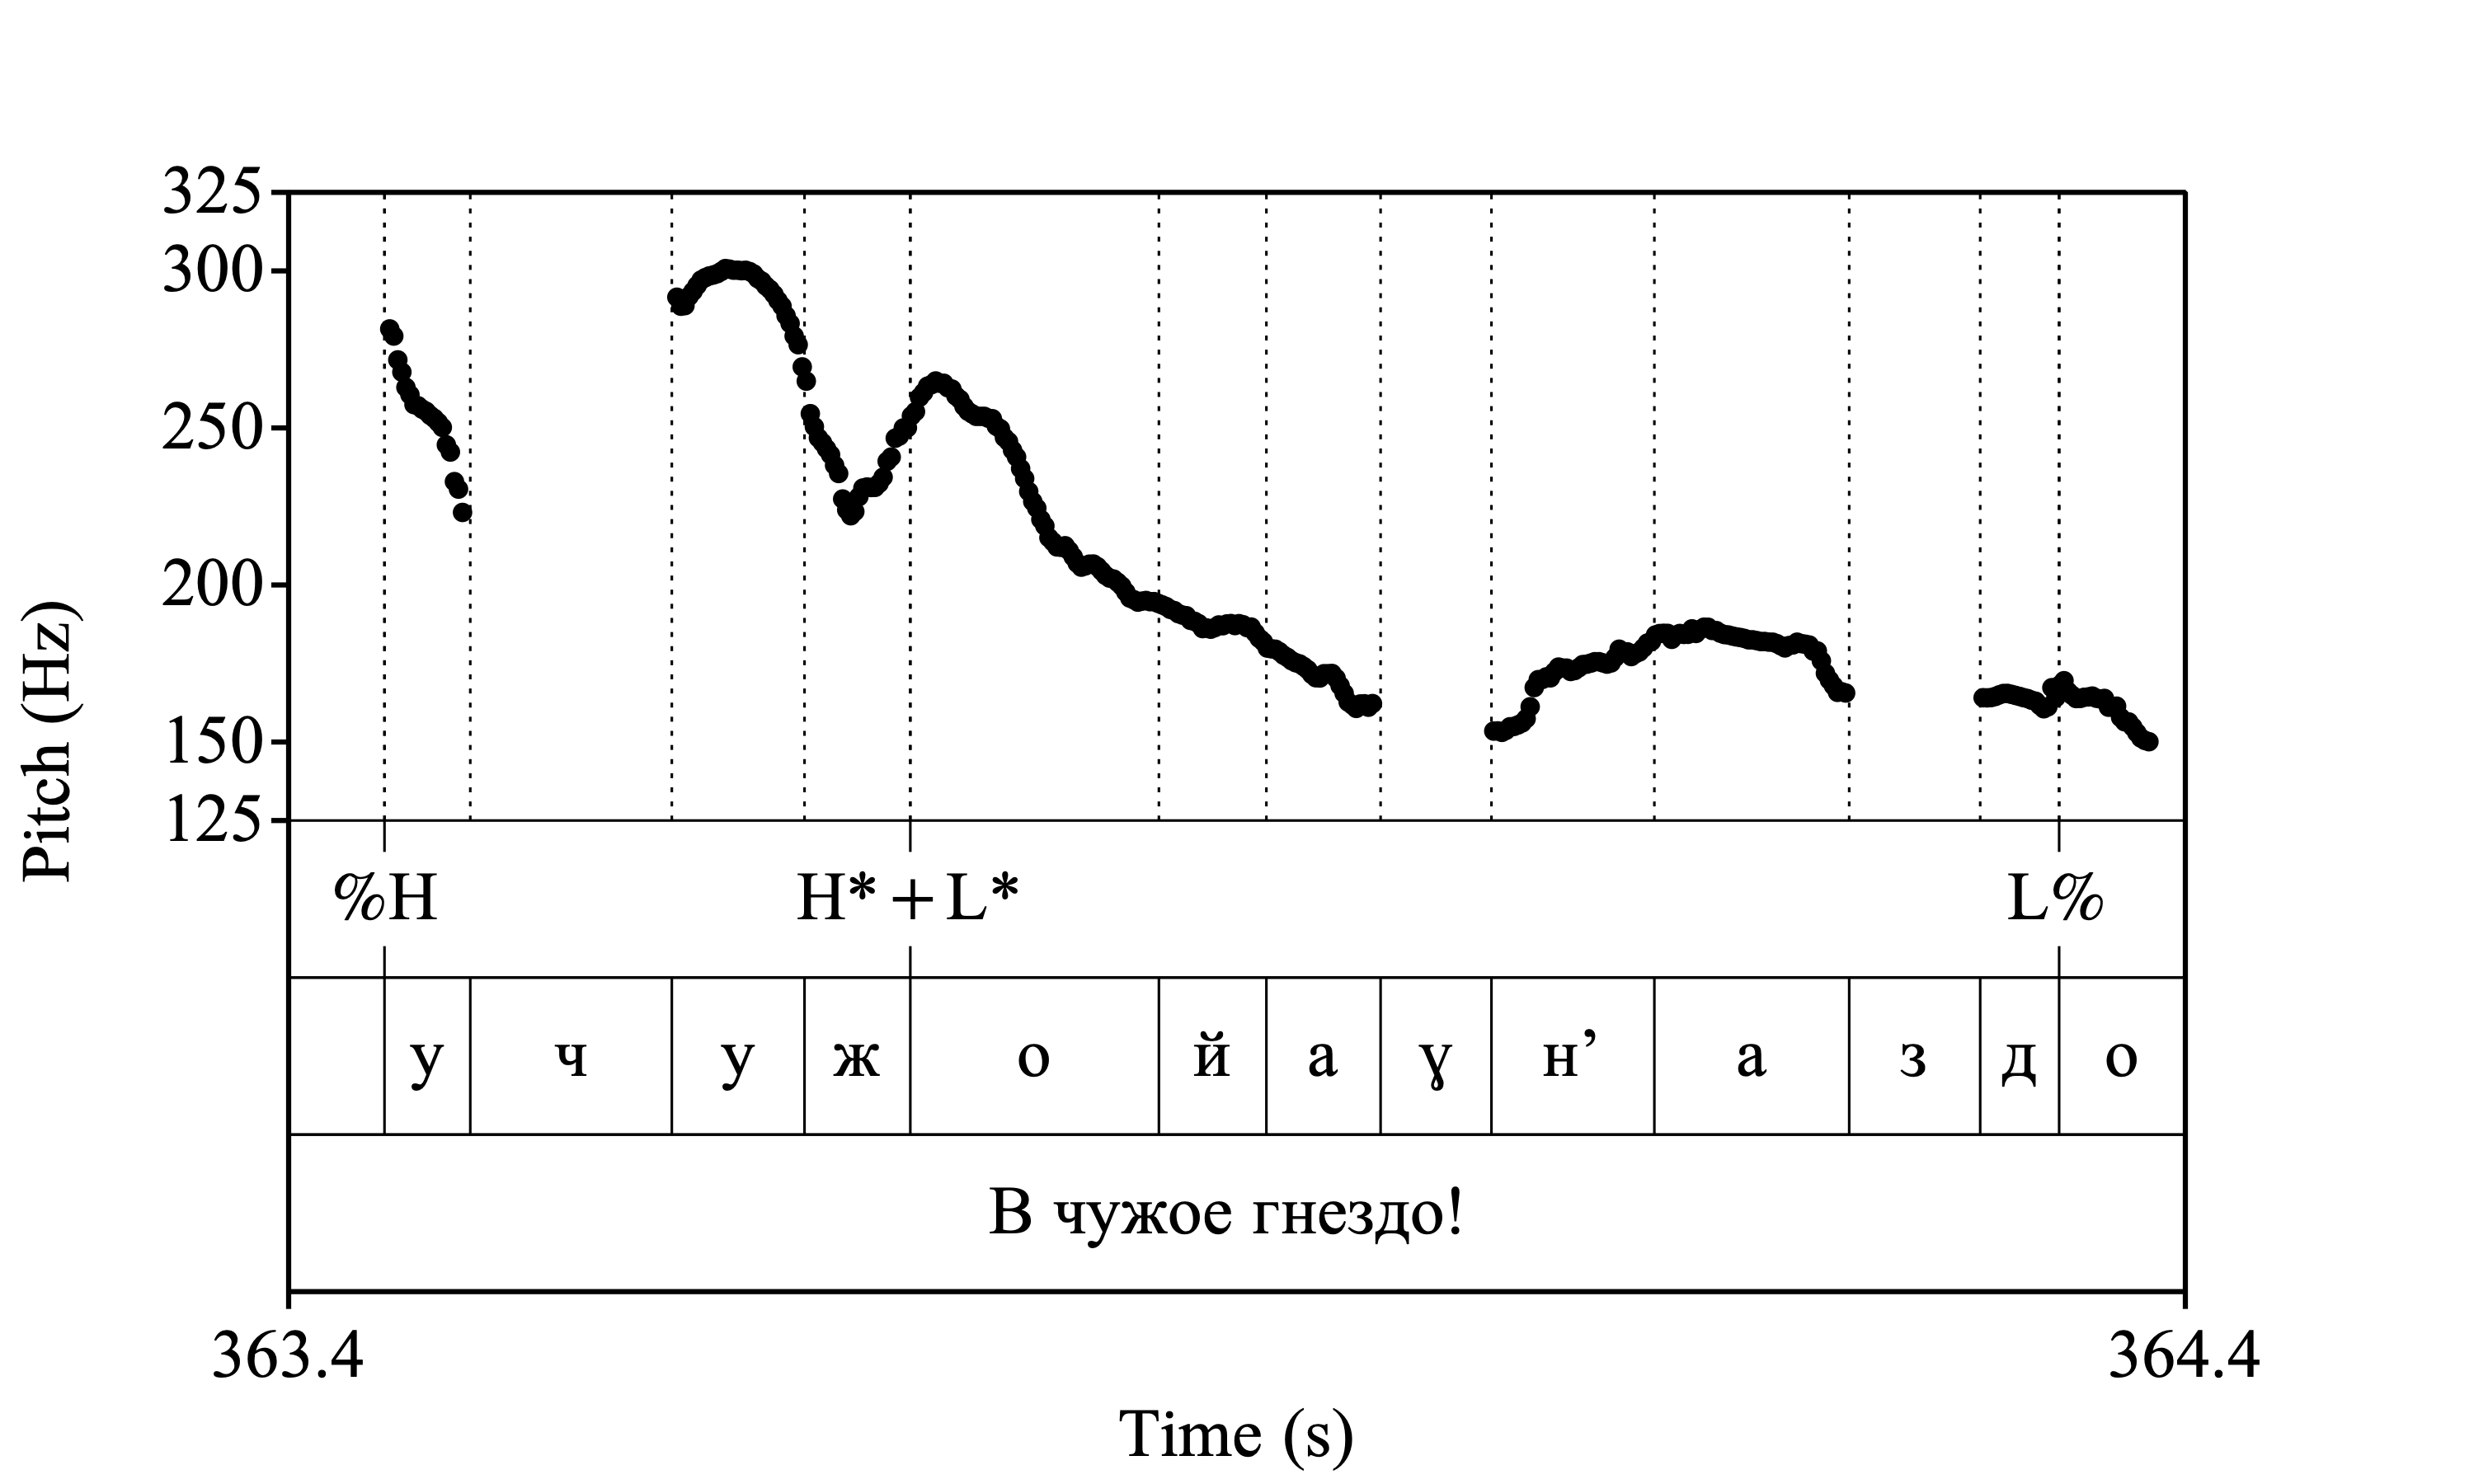 Pitch (Hz)
325
300
250
200
150
125
%H H*+L* L%
у ч у ж о й а ɣ н’ а з д о
В чужое гнездо!
363.4 364.4
Time (s)